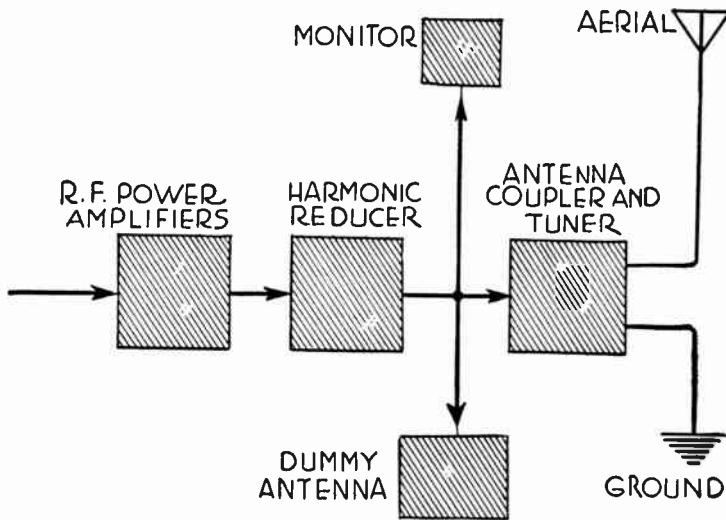 MONITOR
AERIAL
R.F. POWER
AMPLIFIERS
HARMONIC
REDUCER
ANTENNA
COUPLER AND
TUNER
DUMMY
ANTENNA
GROUND